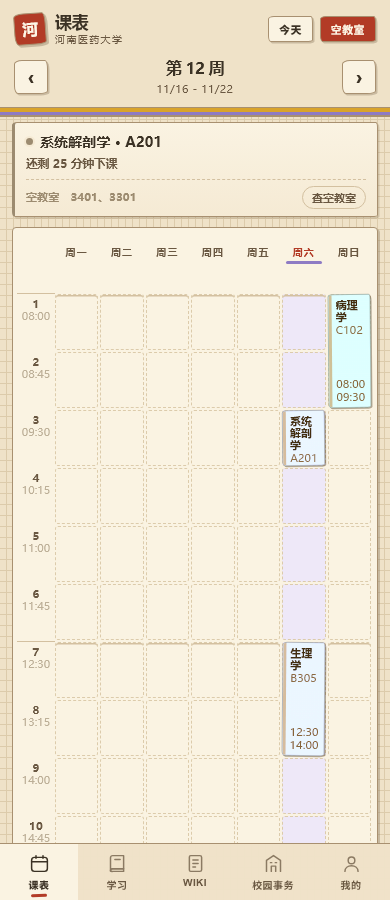 河
课表
河南医药大学
今天
空教室
‹
第 12 周
11/16 - 11/22
›
系统解剖学 • A201
还剩 25 分钟下课
空教室 3401、3301
查空教室
周一 周二 周三 周四 周五 周六 周日
1
08:00
病理
学
C102
08:00
09:30
2
08:45
3
09:30
系统
解剖
学
A201
4
10:15
5
11:00
6
11:45
7
12:30
生理
学
B305
12:30
14:00
8
13:15
9
14:00
10
14:45
课表 学习 WIKI 校园事务 我的